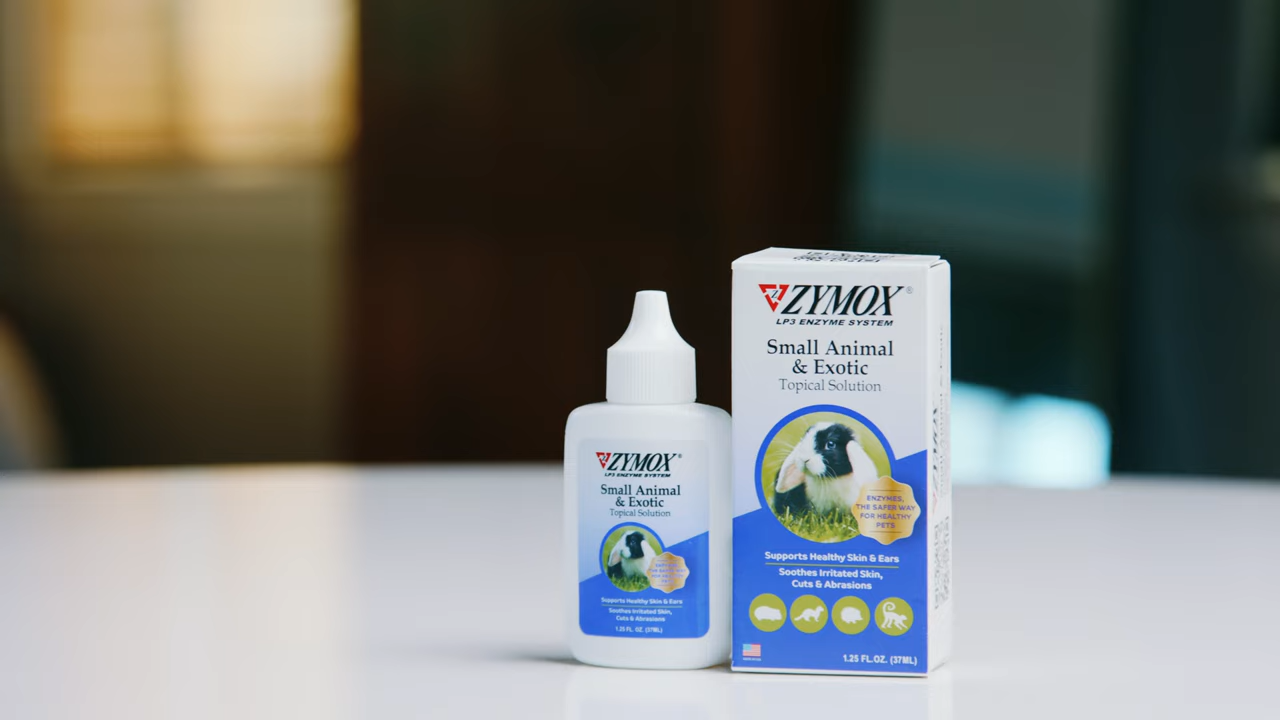 ZYMOX®
LP3 ENZYME SYSTEM
Small Animal
& Exotic
Topical Solution
Supports Healthy Skin & Ears
Soothes Irritated Skin,
Cuts & Abrasions
1.25 FL. OZ. (37ML)
ZYMOX®
LP3 ENZYME SYSTEM
Small Animal
& Exotic
Topical Solution
ENZYMES,
THE SAFER WAY
FOR HEALTHY
PETS
Supports Healthy Skin & Ears
Soothes Irritated Skin,
Cuts & Abrasions
1.25 FL.OZ. (37ML)